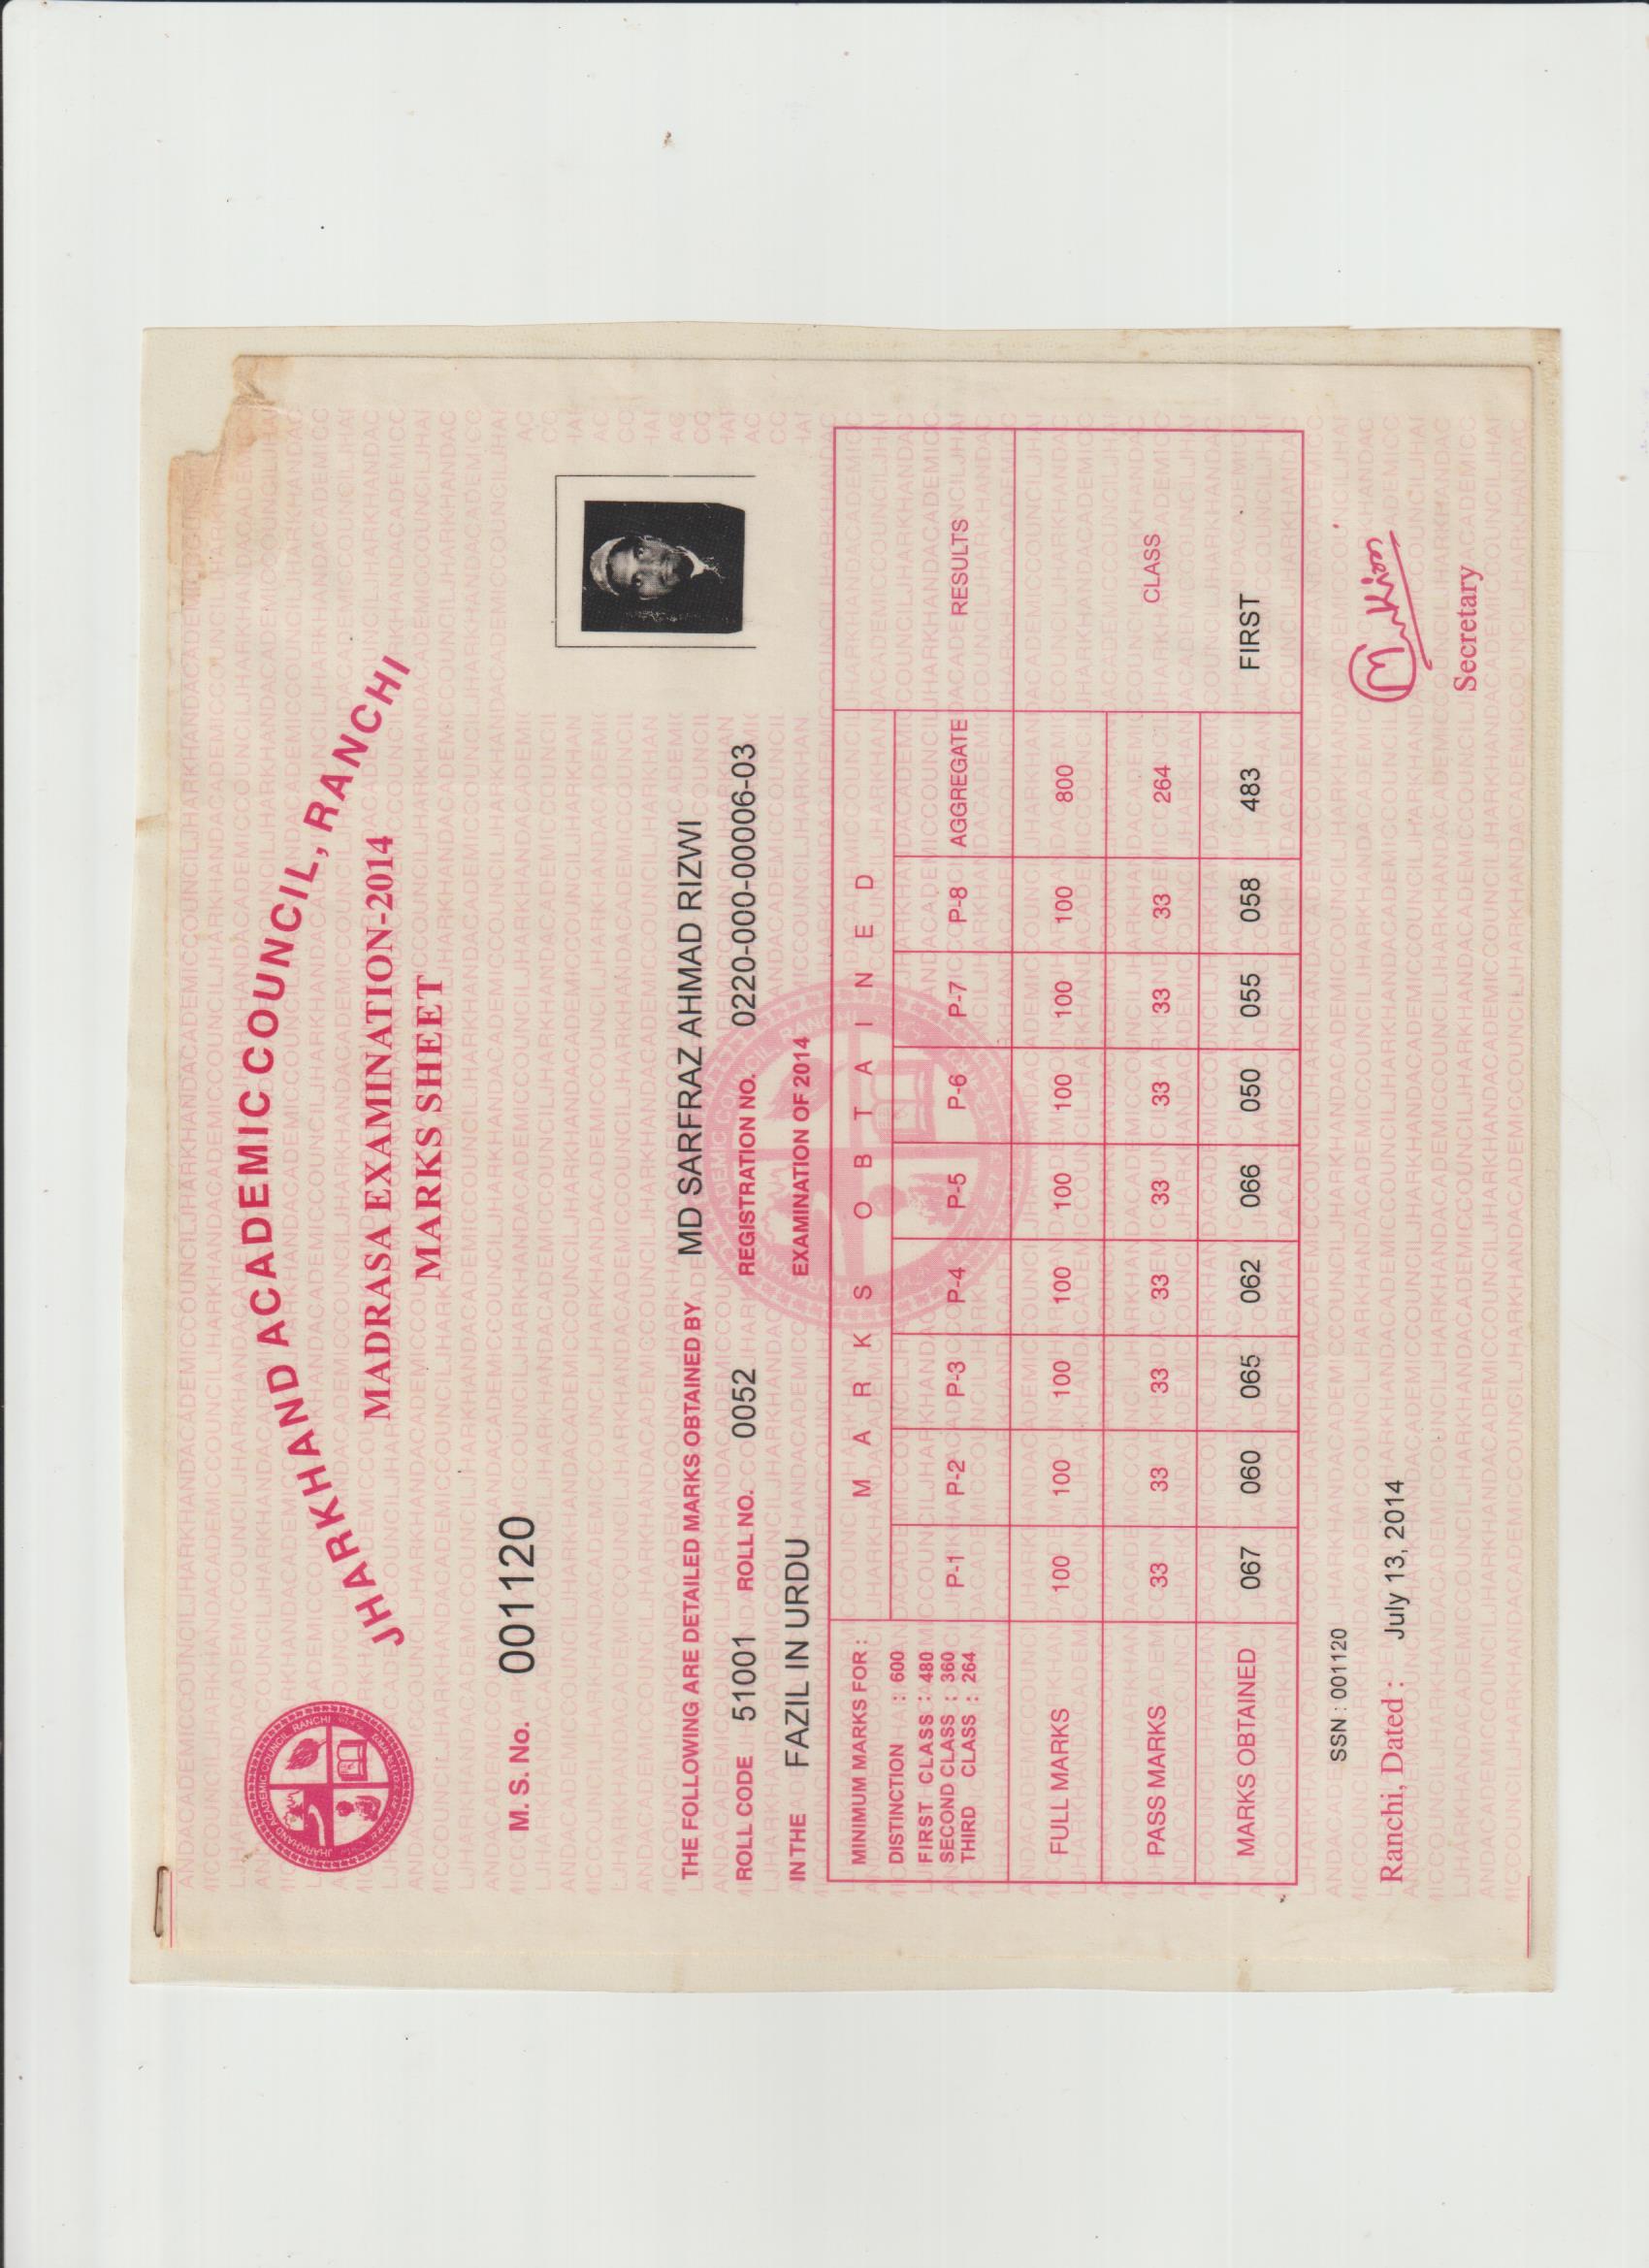 JHARKHAND ACADEMIC COUNCIL, RANCHI
MADRASA EXAMINATION-2014
MARKS SHEET
M. S. No. 001120
THE FOLLOWING ARE DETAILED MARKS OBTAINED BY MD SARFRAZ AHMAD RIZWI
ROLL CODE 51001 ROLL NO. 0052 REGISTRATION NO. 0220-000-00006-03
IN THE FAZIL IN URDU EXAMINATION OF 2014
MINIMUM MARKS FOR :
DISTINCTION : 600
FIRST CLASS : 480
SECOND CLASS : 360
THIRD CLASS : 264
MARKS OBTAINED
P-1 P-2 P-3 P-4 P-5 P-6 P-7 P-8 AGGREGATE RESULTS
FULL MARKS 100 100 100 100 100 100 100 100 800
PASS MARKS 33 33 33 33 33 33 33 33 264 CLASS
MARKS OBTAINED 067 060 065 062 066 050 055 058 483 FIRST
SSN : 001120
Ranchi, Dated : July 13, 2014
Secretary